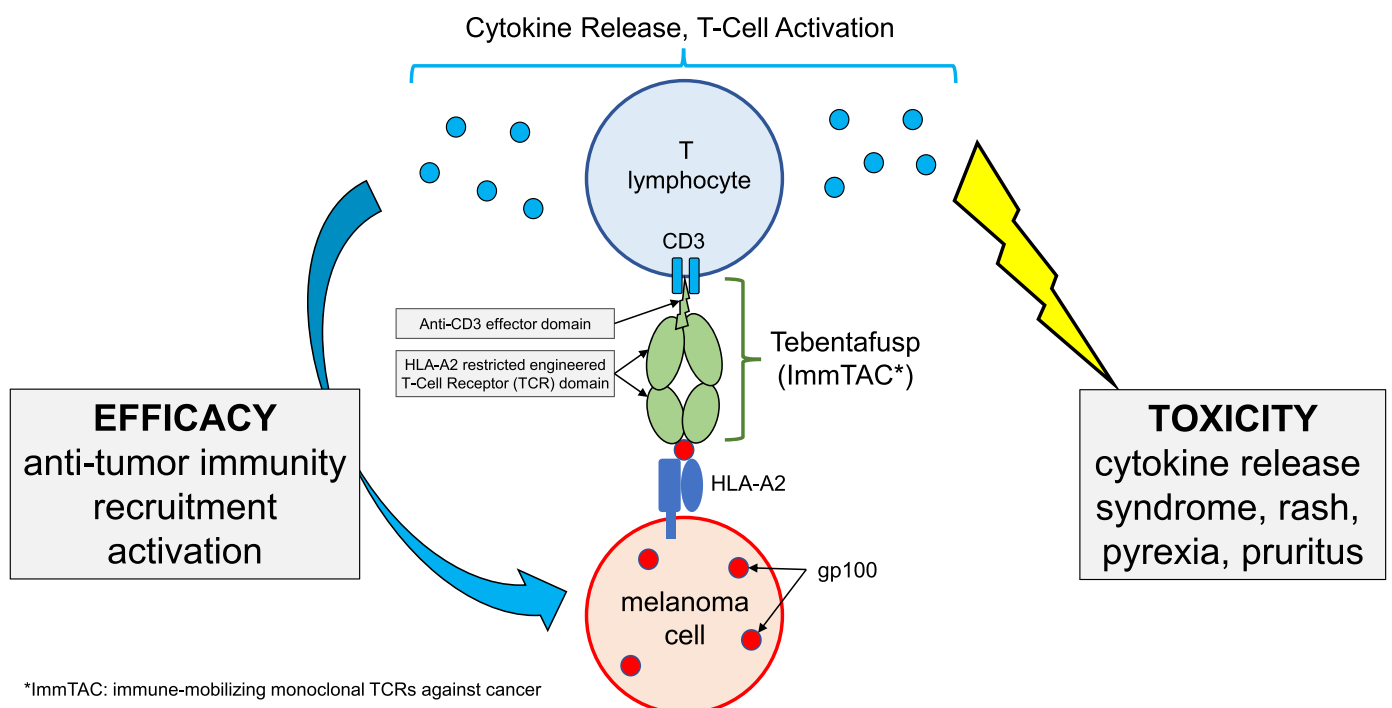 Cytokine Release, T-Cell Activation
T
lymphocyte
CD3
Anti-CD3 effector domain
HLA-A2 restricted engineered
T-Cell Receptor (TCR) domain
Tebentafusp
(ImmTAC*)
EFFICACY
anti-tumor immunity
recruitment
activation
TOXICITY
cytokine release
syndrome, rash,
pyrexia, pruritus
HLA-A2
gp100
melanoma
cell
*ImmTAC: immune-mobilizing monoclonal TCRs against cancer